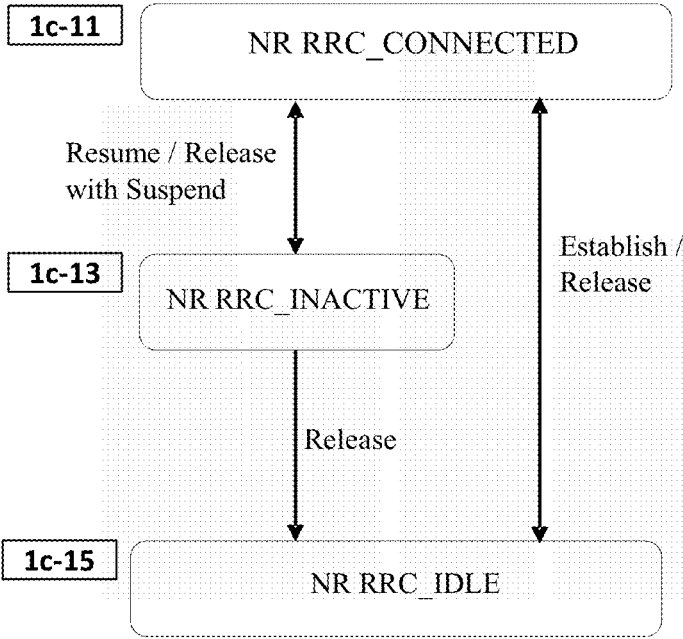 1c-11
NR RRC_CONNECTED
Resume / Release
with Suspend
Establish /
Release
1c-13
NR RRC_INACTIVE
Release
1c-15
NR RRC_IDLE